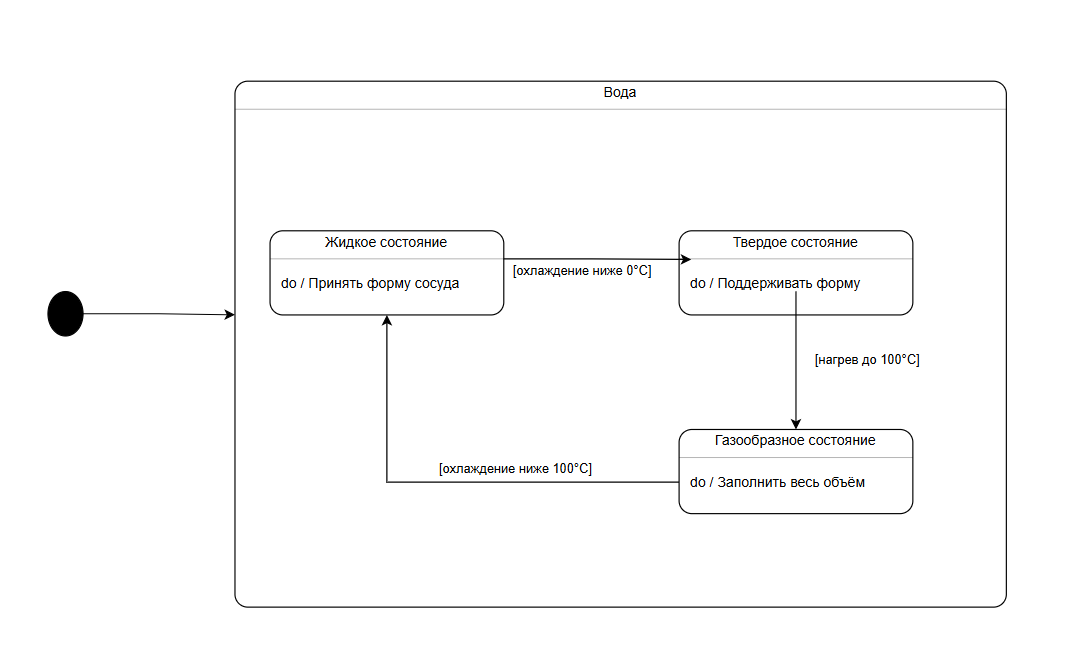 Вода
Жидкое состояние
do / Принять форму сосуда
[охлаждение ниже 0°C]
Твердое состояние
do / Поддерживать форму
[нагрев до 100°C]
Газообразное состояние
do / Заполнить весь объём
[охлаждение ниже 100°C]